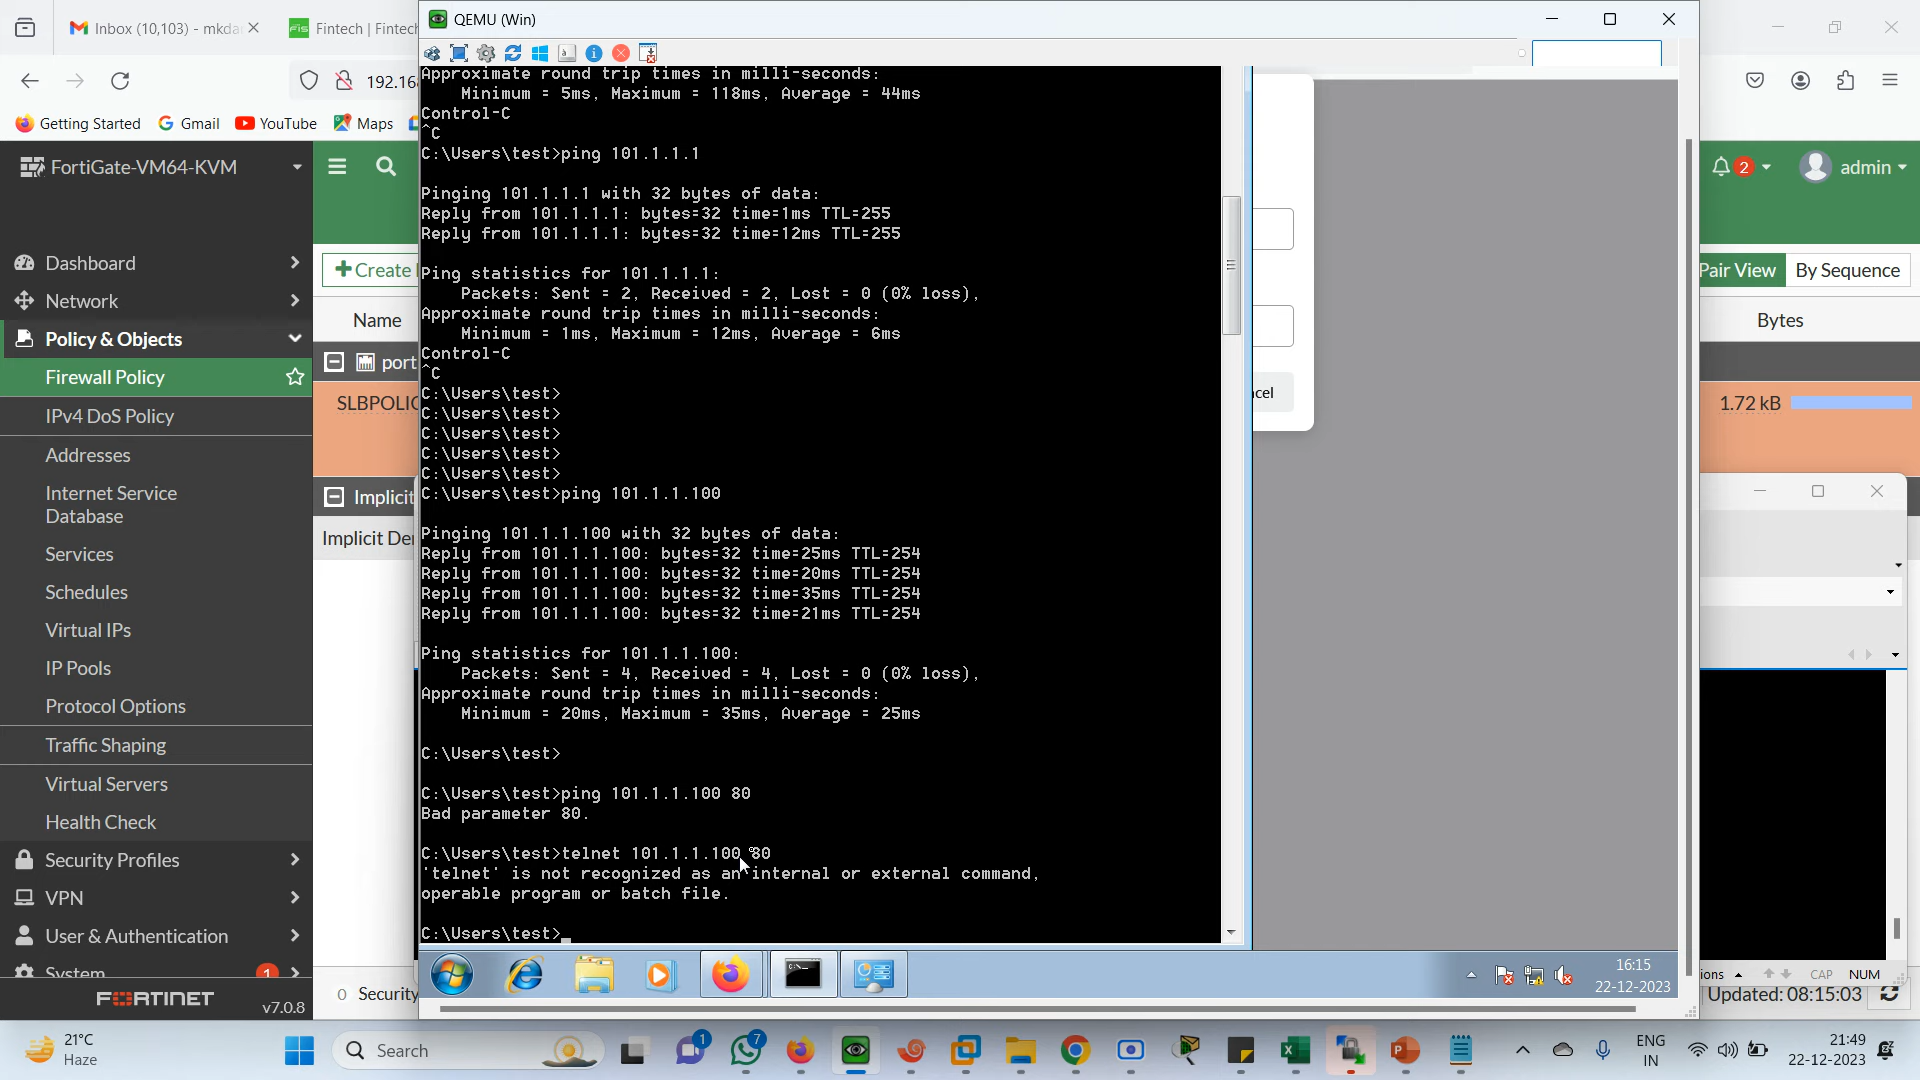 Inbox (10,103) - mkda
FIS Fintech | Fintec
QEMU (Win)
192.16
Getting Started
Gmail
YouTube
Maps
FortiGate-VM64-KVM
2
admin
Dashboard
Network
Policy & Objects
Firewall Policy
IPv4 DoS Policy
Addresses
Internet Service
Database
Services
Schedules
Virtual IPs
IP Pools
Protocol Options
Traffic Shaping
Virtual Servers
Health Check
Security Profiles
VPN
User & Authentication
System
1
FORTINET
v7.0.8
Create
Name
port
SLBPOLIC
Implicit
Implicit De
0 Security
Approximate round trip times in milli-seconds:
Minimum = 5ms, Maximum = 118ms, Average = 44ms
Control-C
^C
C:\Users\test>ping 101.1.1.1
Pinging 101.1.1.1 with 32 bytes of data:
Reply from 101.1.1.1: bytes=32 time=1ms TTL=255
Reply from 101.1.1.1: bytes=32 time=12ms TTL=255
Ping statistics for 101.1.1.1:
Packets: Sent = 2, Received = 2, Lost = 0 (0% loss),
Approximate round trip times in milli-seconds:
Minimum = 1ms, Maximum = 12ms, Average = 6ms
Control-C
^C
C:\Users\test>
C:\Users\test>
C:\Users\test>
C:\Users\test>
C:\Users\test>
C:\Users\test>ping 101.1.1.100
Pinging 101.1.1.100 with 32 bytes of data:
Reply from 101.1.1.100: bytes=32 time=25ms TTL=254
Reply from 101.1.1.100: bytes=32 time=20ms TTL=254
Reply from 101.1.1.100: bytes=32 time=35ms TTL=254
Reply from 101.1.1.100: bytes=32 time=21ms TTL=254
Ping statistics for 101.1.1.100:
Packets: Sent = 4, Received = 4, Lost = 0 (0% loss),
Approximate round trip times in milli-seconds:
Minimum = 20ms, Maximum = 35ms, Average = 25ms
C:\Users\test>
C:\Users\test>ping 101.1.1.100 80
Bad parameter 80.
C:\Users\test>telnet 101.1.1.100 80
'telnet' is not recognized as an internal or external command,
operable program or batch file.
C:\Users\test>_
16:15
22-12-2023
ncel
Pair View
By Sequence
Bytes
1.72 kB
ions
CAP
NUM
Updated: 08:15:03
21°C
Haze
Search
1
7
ENG
IN
21:49
22-12-2023